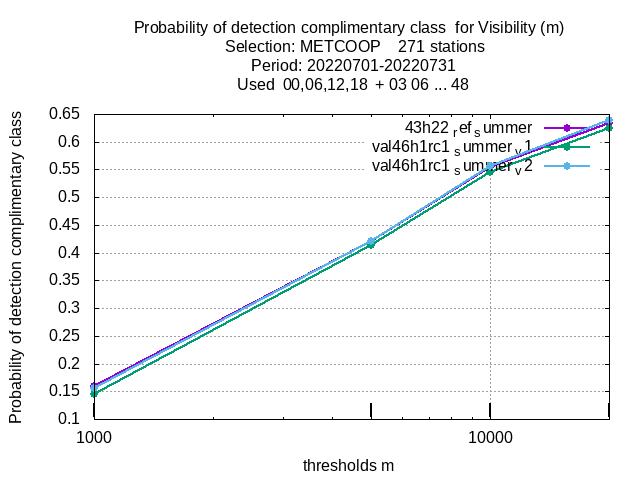 Probability of detection complimentary class  for Visibility (m)
Selection: METCOOP    271 stations
Period: 20220701-20220731
Used  00,06,12,18  + 03 06 ... 48
Probability of detection complimentary class
0.65
0.6
0.55
0.5
0.45
0.4
0.35
0.3
0.25
0.2
0.15
0.1
43h22 ref summer
val46h1rc1 summer v1
val46h1rc1 summer v2
1000
10000
thresholds m